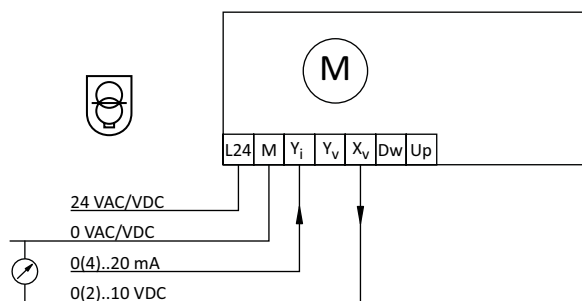 M
L24 M Yi Yv Xv Dw Up
24 VAC/VDC
0 VAC/VDC
0(4)..20 mA
0(2)..10 VDC